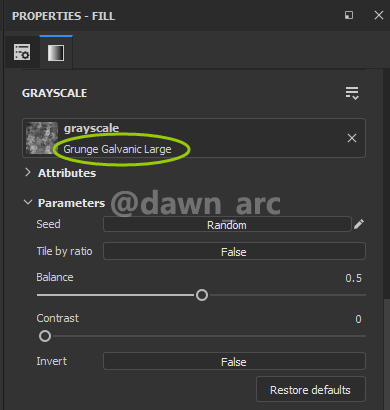 PROPERTIES - FILL
GRAYSCALE
grayscale
Grunge Galvanic Large
Attributes
Parameters
@dawn_arc
Seed Random
Tile by ratio False
Balance 0.5
Contrast 0
Invert False
Restore defaults